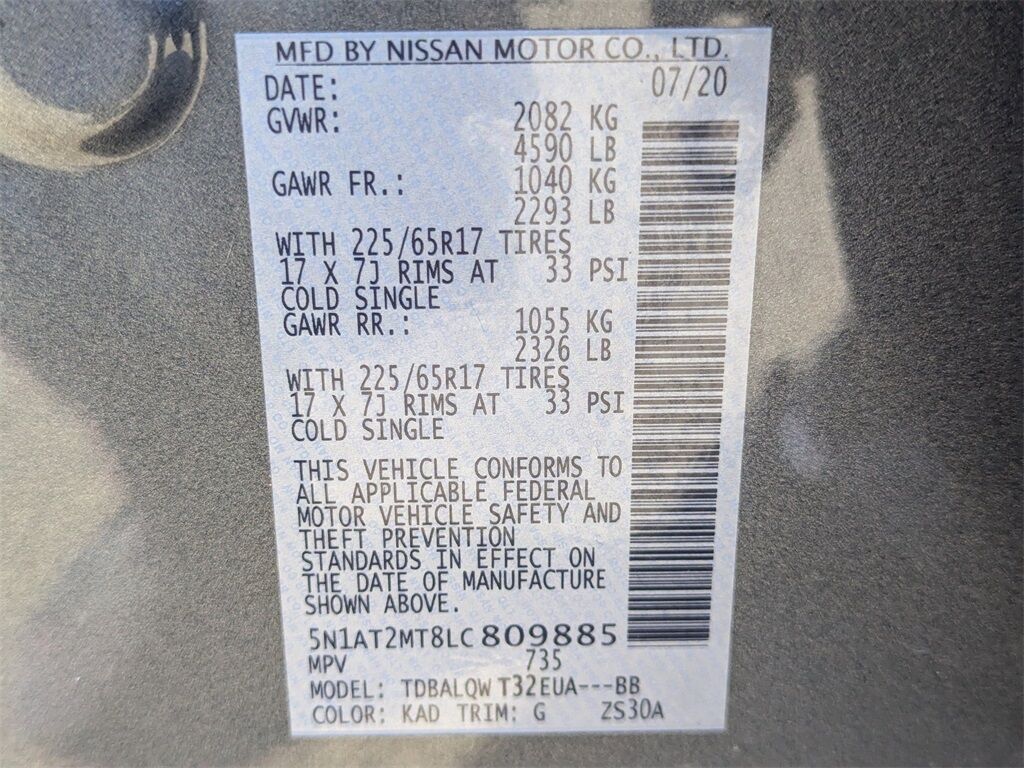 MFD BY NISSAN MOTOR CO., LTD.
DATE: 07/20
GVWR: 2082 KG
4590 LB
GAWR FR.: 1040 KG
2293 LB
WITH 225/65R17 TIRES
17 X 7J RIMS AT 33 PSI
COLD SINGLE
GAWR RR.: 1055 KG
2326 LB
WITH 225/65R17 TIRES
17 X 7J RIMS AT 33 PSI
COLD SINGLE
THIS VEHICLE CONFORMS TO
ALL APPLICABLE FEDERAL
MOTOR VEHICLE SAFETY AND
THEFT PREVENTION
STANDARDS IN EFFECT ON
THE DATE OF MANUFACTURE
SHOWN ABOVE.
5N1AT2MT8LC809885
MPV 735
MODEL: TDBALQW T32EUA---BB
COLOR: KAD TRIM: G ZS30A